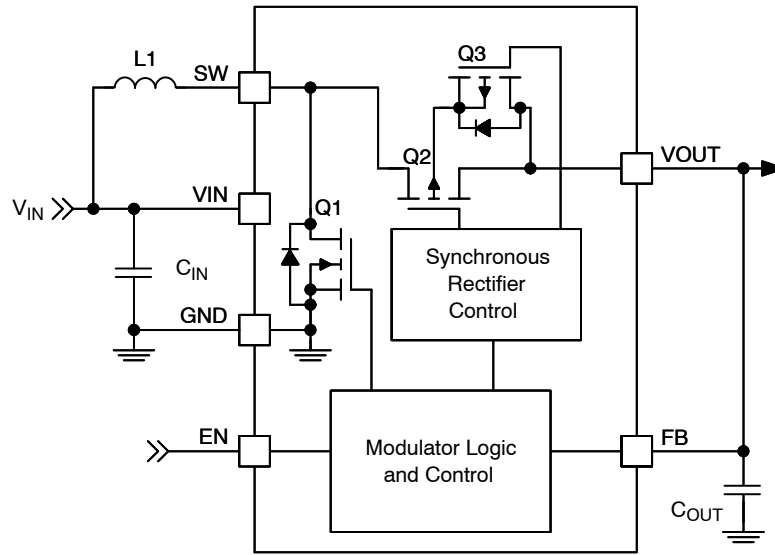 L1
SW
Q3
Q2
VOUT
VIN
VIN
Q1
CIN
Synchronous
Rectifier
Control
GND
EN
Modulator Logic
and Control
FB
COUT